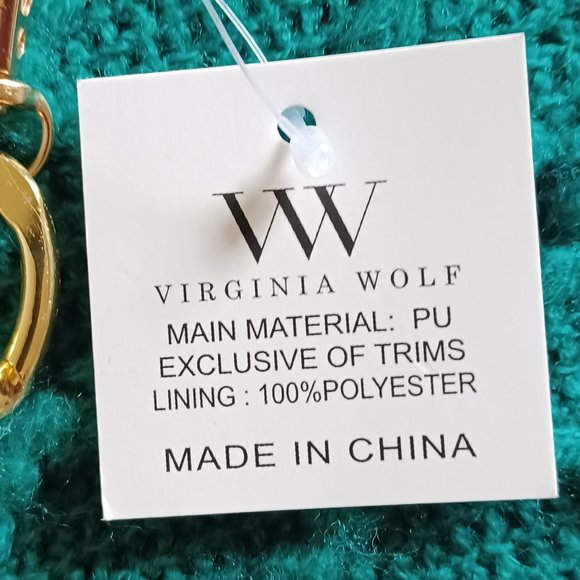 VW
VIRGINIA WOLF
MAIN MATERIAL: PU
EXCLUSIVE OF TRIMS
LINING : 100%POLYESTER
MADE IN CHINA